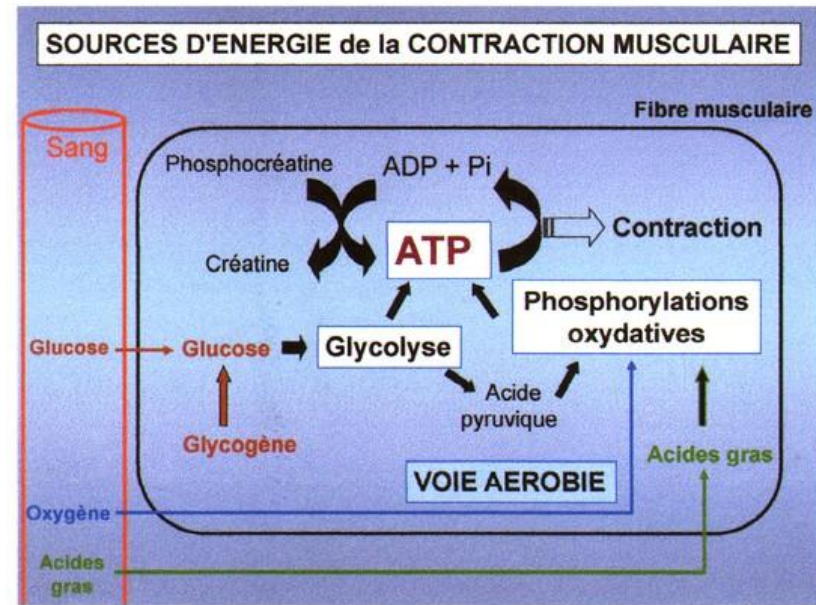 SOURCES D'ENERGIE de la CONTRACTION MUSCULAIRE
Fibre musculaire
Sang
Phosphocréatine
ADP + Pi
ATP
Contraction
Créatine
Phosphorylations
oxydatives
Glucose
Glucose
Glycolyse
Acide
pyruvique
Glycogène
Acides gras
VOIE AEROBIE
Oxygène
Acides
gras